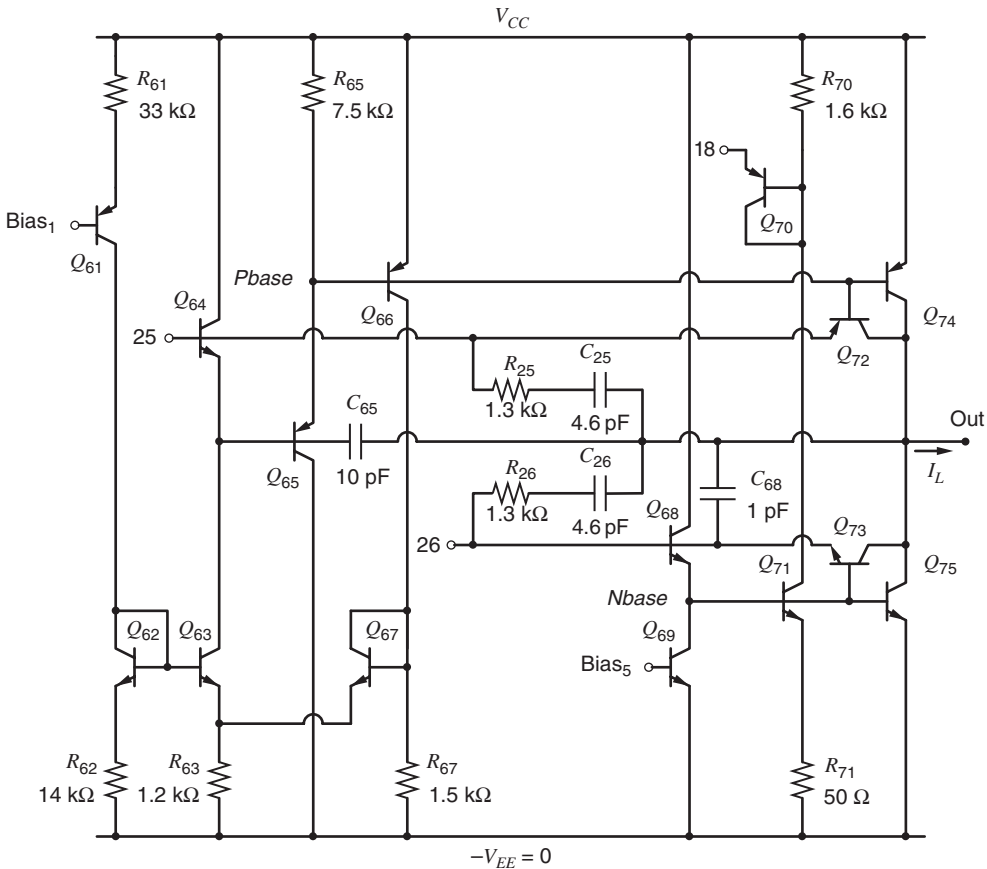 V_CC
R_61
33 kΩ
R_65
7.5 kΩ
R_70
1.6 kΩ
18
Bias_1
Q_61
Q_70
Pbase
Q_64
Q_66
Q_74
25
Q_72
R_25
1.3 kΩ
C_25
4.6 pF
C_65
10 pF
Q_65
Out
I_L
R_26
1.3 kΩ
C_26
4.6 pF
C_68
1 pF
Q_68
26
Q_73
Q_71
Q_75
Nbase
Q_62
Q_63
Q_67
Q_69
Bias_5
R_62
14 kΩ
R_63
1.2 kΩ
R_67
1.5 kΩ
R_71
50 Ω
–V_EE = 0